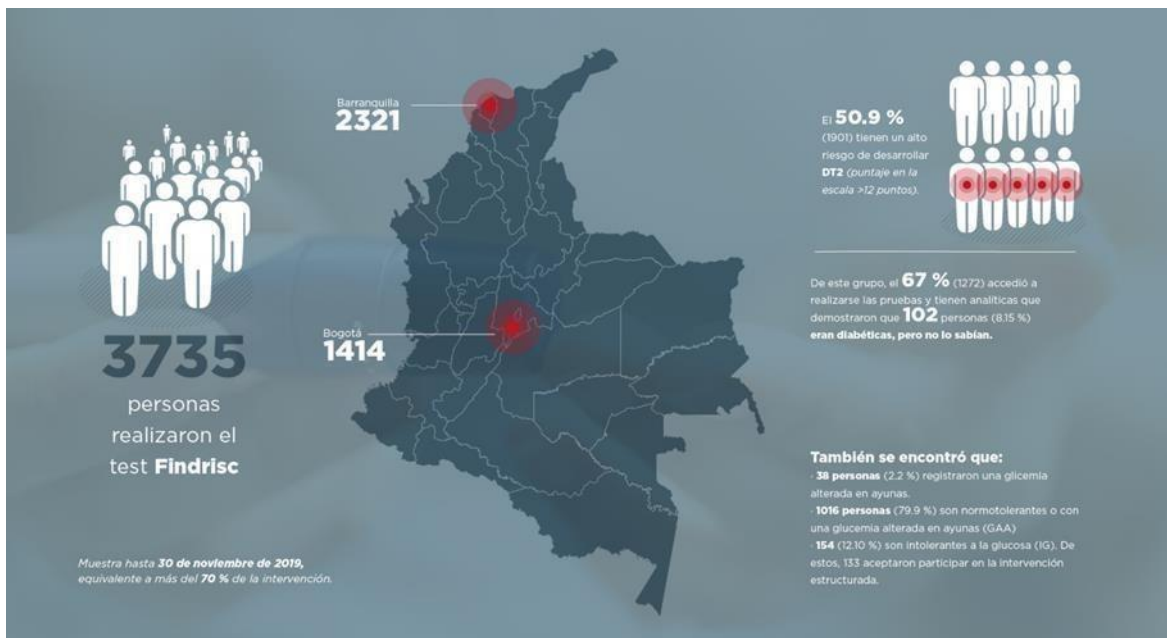 3735
personas
realizaron el
test Findrisc
Muestra hasta 30 de noviembre de 2019,
equivalente a más del 70 % de la intervención.
Barranquilla
2321
Bogotá
1414
El 50.9 %
(1901) tienen un alto
riesgo de desarrollar
DT2 (puntaje en la
escala >12 puntos).
De este grupo, el 67 % (1272) accedió a
realizarse las pruebas y tienen analíticas que
demostraron que 102 personas (8.15 %)
eran diabéticas, pero no lo sabían.
También se encontró que:
· 38 personas (2.2 %) registraron una glicemia
alterada en ayunas.
· 1016 personas (79.9 %) son normotolerantes o con
una glucemia alterada en ayunas (GAA)
· 154 (12.10 %) son intolerantes a la glucosa (IG). De
estos, 133 aceptaron participar en la intervención
estructurada.